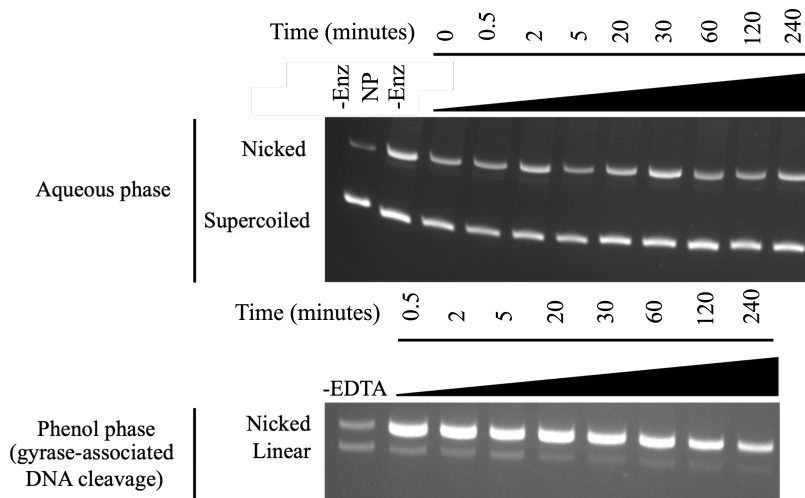 Time (minutes) 0 0.5 2 5 20 30 60 120 240
-Enz NP -Enz
Nicked
Aqueous phase
Supercoiled
Time (minutes) 0.5 2 5 20 30 60 120 240
-EDTA
Phenol phase
(gyrase-associated
DNA cleavage)
Nicked
Linear